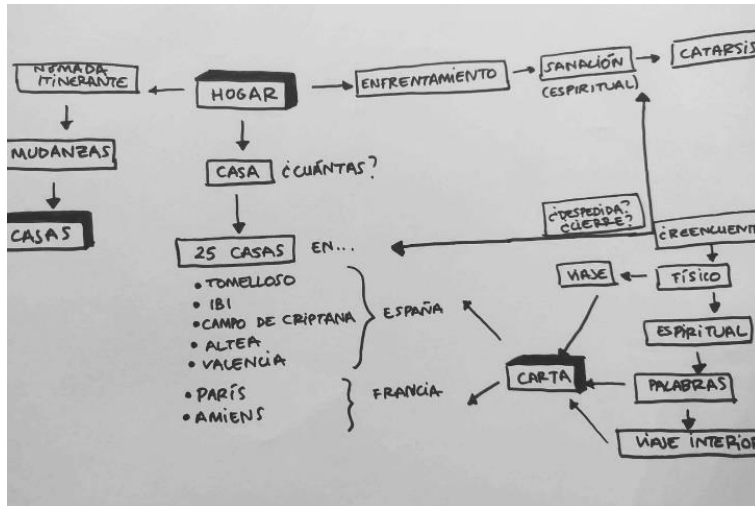 NÓMADA
ITINERANTE
HOGAR
ENFRENTAMIENTO
SANACIÓN
(ESPIRITUAL)
CATARSIS
MUDANZAS
CASA ¿CUÁNTAS?
CASAS
¿DESPEDIDA?
¿CIERRE?
¿REENCUENT
25 CASAS EN...
• TOMELLOSO
• IBI
• CAMPO DE CRIPTANA
• ALTEA
• VALENCIA
ESPAÑA
• PARÍS
• AMIENS
FRANCIA
VIAJE
FÍSICO
ESPIRITUAL
CARTA
PALABRAS
VIAJE INTERIOR